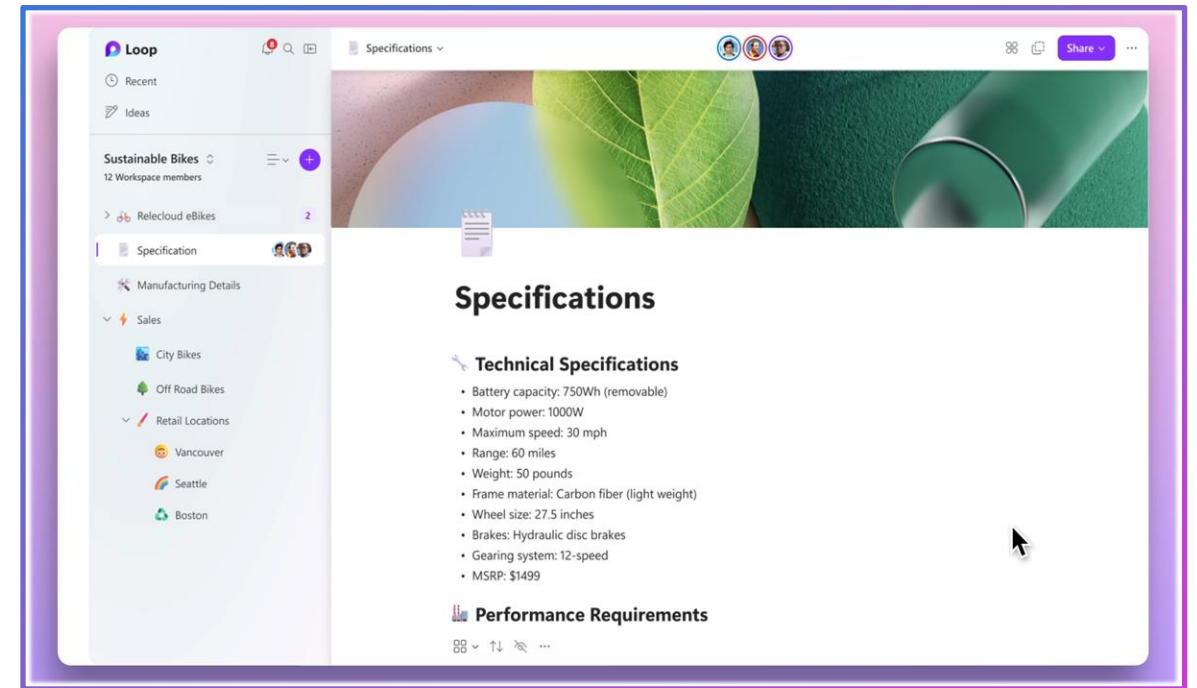 Loop
8
Recent
Ideas
Sustainable Bikes
12 Workspace members
Relecloud eBikes 2
Specification
Manufacturing Details
Sales
City Bikes
Off Road Bikes
Retail Locations
Vancouver
Seattle
Boston
Specifications
Share
Specifications
Technical Specifications
• Battery capacity: 750Wh (removable)
• Motor power: 1000W
• Maximum speed: 30 mph
• Range: 60 miles
• Weight: 50 pounds
• Frame material: Carbon fiber (light weight)
• Wheel size: 27.5 inches
• Brakes: Hydraulic disc brakes
• Gearing system: 12-speed
• MSRP: $1499
Performance Requirements